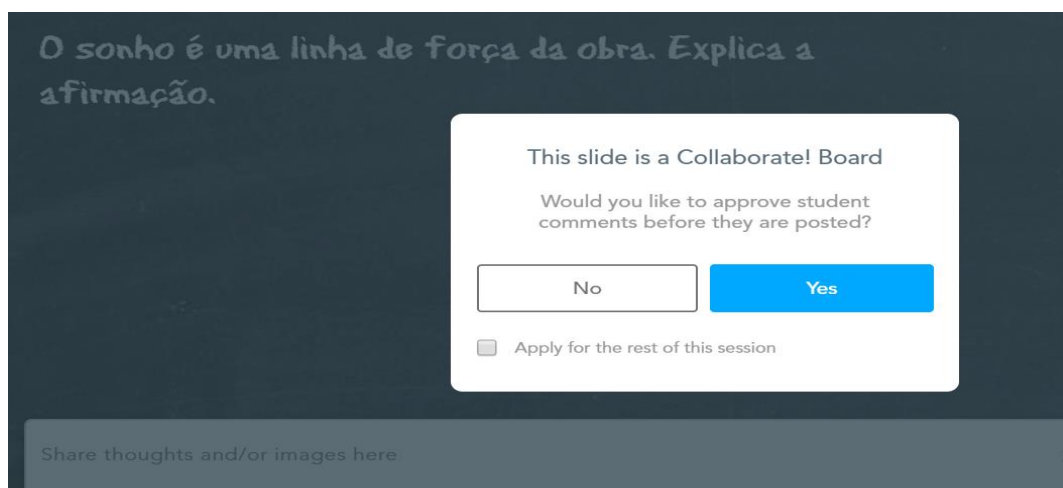 O sonho é uma linha de força da obra. Explica a
afirmação.
This slide is a Collaborate! Board
Would you like to approve student
comments before they are posted?
No
Yes
Apply for the rest of this session
Share thoughts and/or images here